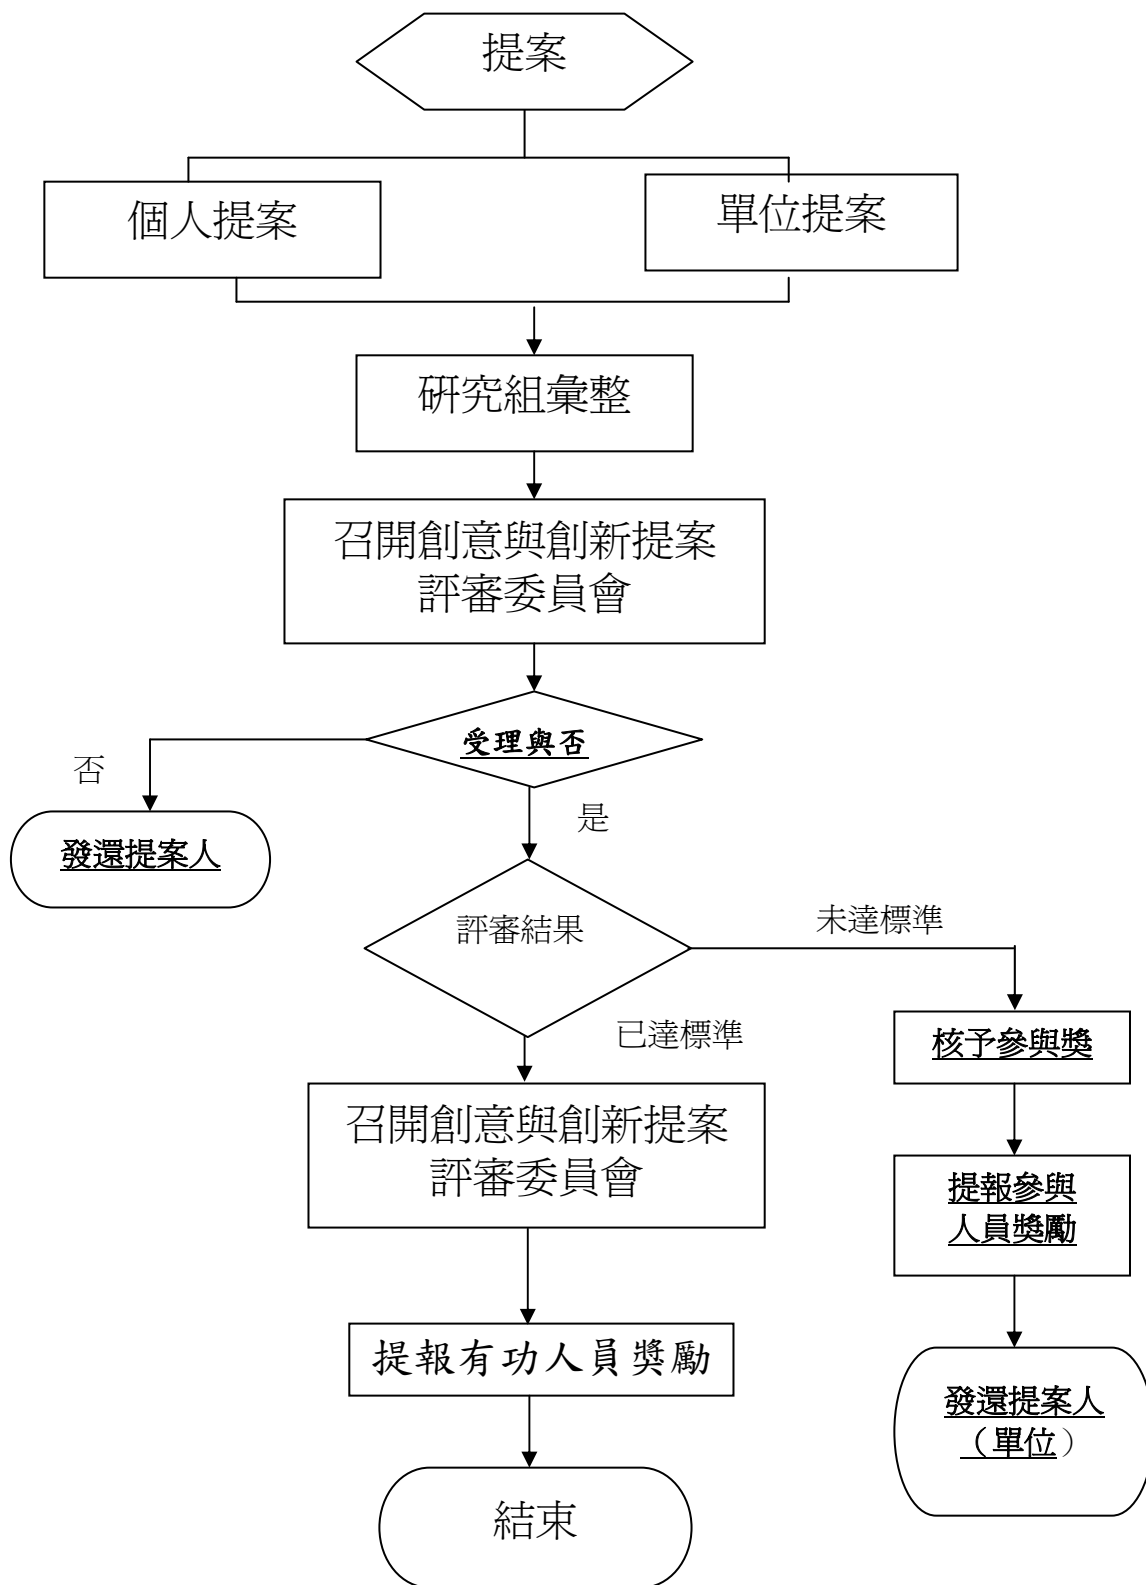 提案
個人提案
單位提案
研究組彙整
召開創意與創新提案
評審委員會
受理與否
否
是
發還提案人
評審結果
未達標準
已達標準
核予參與獎
召開創意與創新提案
評審委員會
提報參與
人員獎勵
提報有功人員獎勵
發還提案人
（單位）
結束